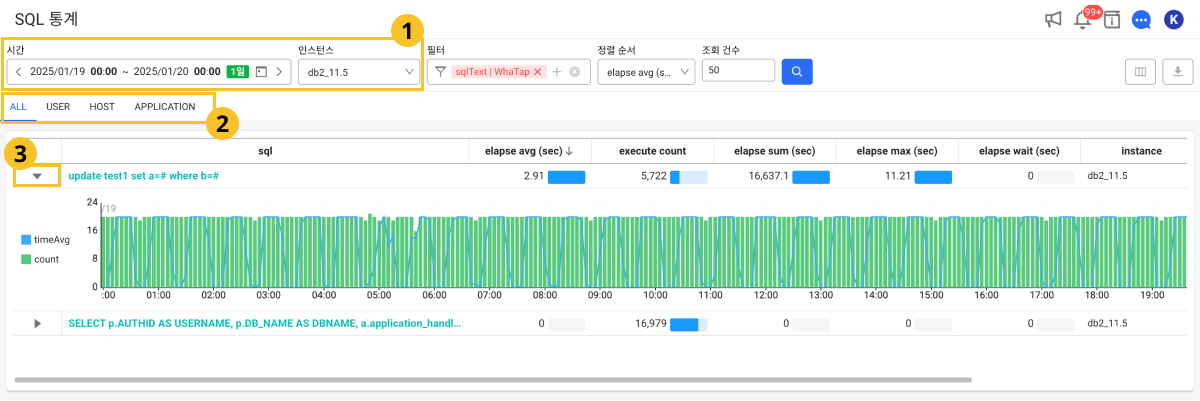 SQL 통계
99+
K
1
시간
인스턴스
필터
정렬 순서
조회 건수
2025/01/19 00:00 ~ 2025/01/20 00:00 1일
db2_11.5
sqlText | WhaTap
elapse avg (s...
50
ALL USER HOST APPLICATION
2
3
sql elapse avg (sec) execute count elapse sum (sec) elapse max (sec) elapse wait (sec) instance
update test1 set a=# where b=# 2.91 5,722 16,637.1 11.21 0 db2_11.5
24
/19
16
8
0
timeAvg
count
:00 01:00 02:00 03:00 04:00 05:00 06:00 07:00 08:00 09:00 10:00 11:00 12:00 13:00 14:00 15:00 16:00 17:00 18:00 19:00
SELECT p.AUTHID AS USERNAME, p.DB_NAME AS DBNAME, a.application_handl... 0 16,979 0 0 0 db2_11.5